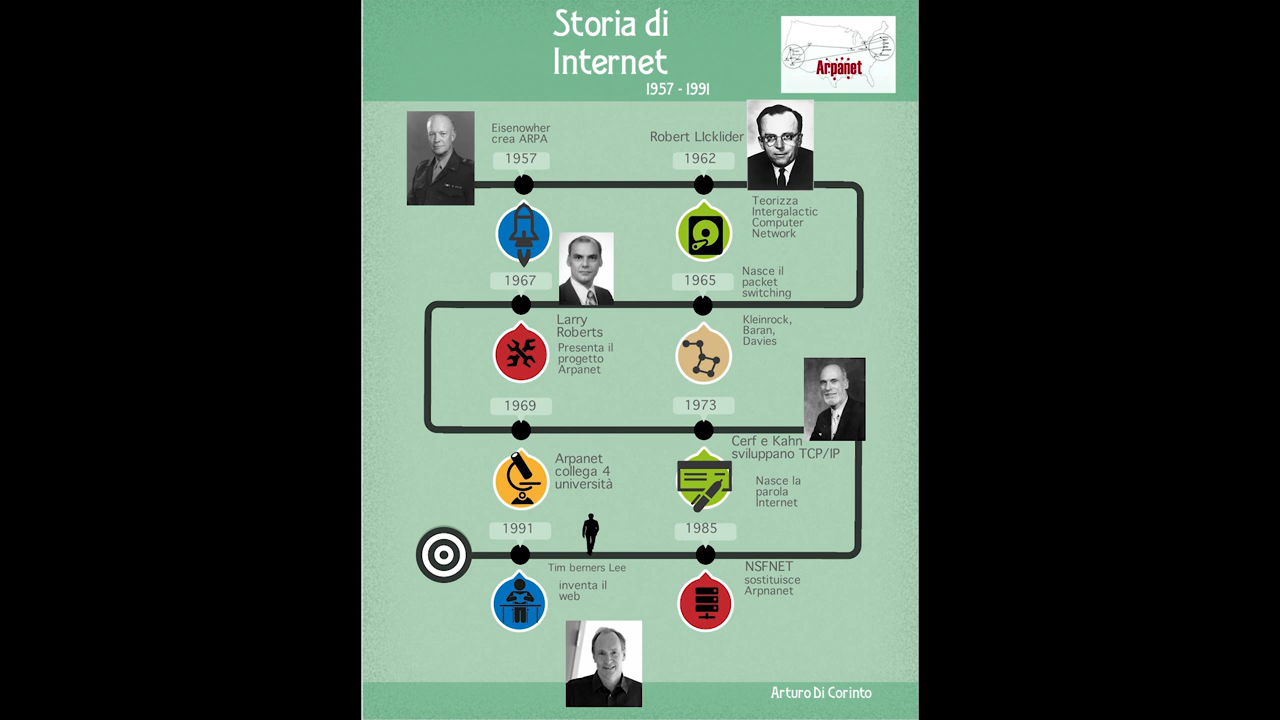 Storia di
Internet
1957 - 1991
Arpanet
Eisenowher
crea ARPA
1957
Robert LIcklider
1962
Teorizza
Intergalactic
Computer
Network
1967
1965
Nasce il
packet
switching
Larry
Roberts
Presenta il
progetto
Arpanet
Kleinrock,
Baran,
Davies
1969
1973
Arpanet
collega 4
università
Cerf e Kahn
sviluppano TCP/IP
Nasce la
parola
Internet
1991
1985
Tim berners Lee
inventa il
web
NSFNET
sostituisce
Arpnanet
Arturo Di Corinto